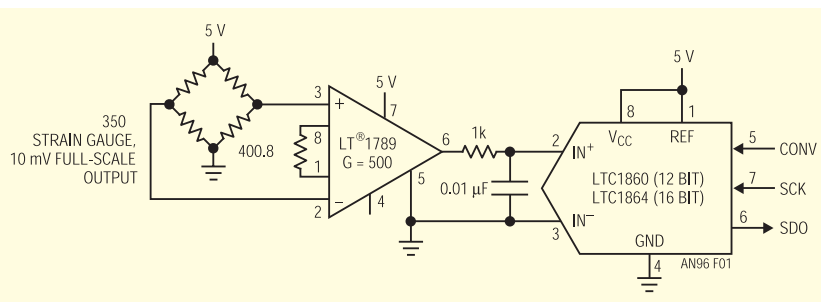 5 V
350
STRAIN GAUGE,
10 mV FULL-SCALE
OUTPUT
400.8
3
+
8
1
–
2
5 V
7
LT®1789
G = 500
6
5
4
1k
0.01 µF
2
IN+
IN–
3
5 V
8
1
VCC
REF
LTC1860 (12 BIT)
LTC1864 (16 BIT)
GND
4
5
CONV
7
SCK
6
SDO
AN96 F01